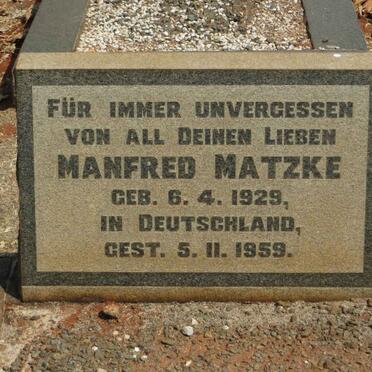 FÜR IMMER UNVERGESSEN
VON ALL DEINEN LIEBEN
MANFRED MATZKE
GEB. 6. 4. 1929,
IN DEUTSCHLAND,
GEST. 5. 11. 1959.